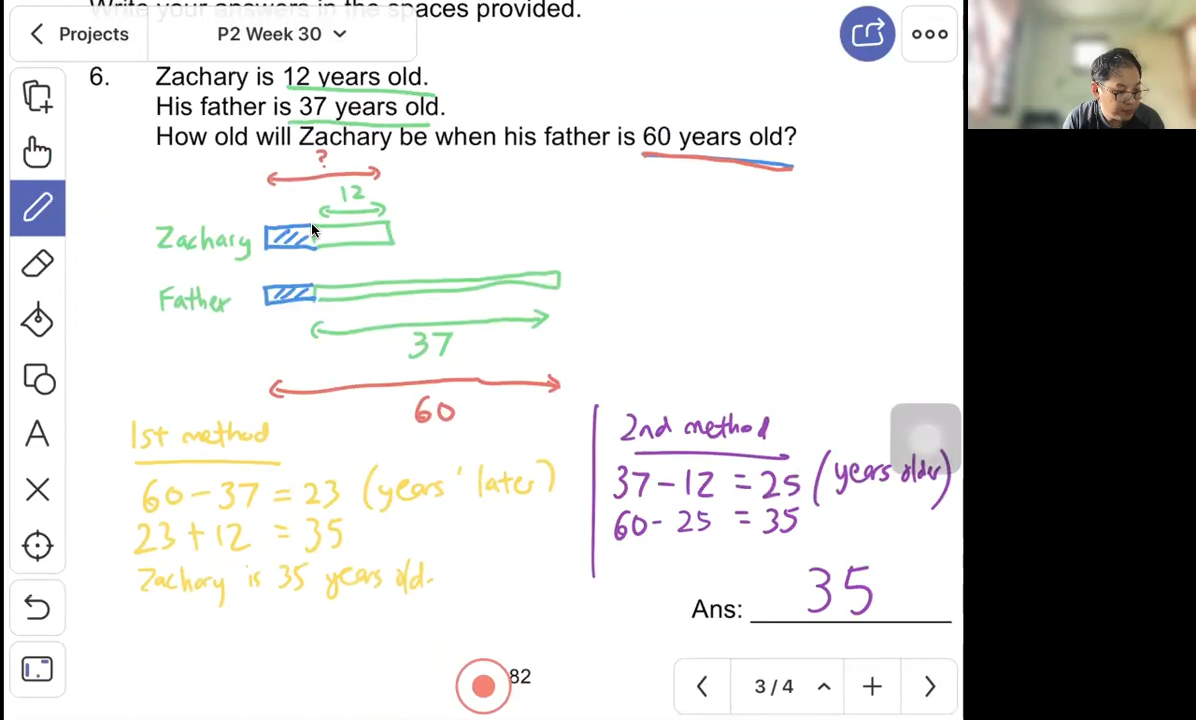 Write your answers in the spaces provided.
Projects
P2 Week 30
6. Zachary is 12 years old.
His father is 37 years old.
How old will Zachary be when his father is 60 years old?
?
12
Zachary
Father
37
60
1st method
60 - 37 = 23 (years' later)
23 + 12 = 35
Zachary is 35 years old.
2nd method
37 - 12 = 25 (years older)
60 - 25 = 35
Ans: 35
A
82
3 / 4